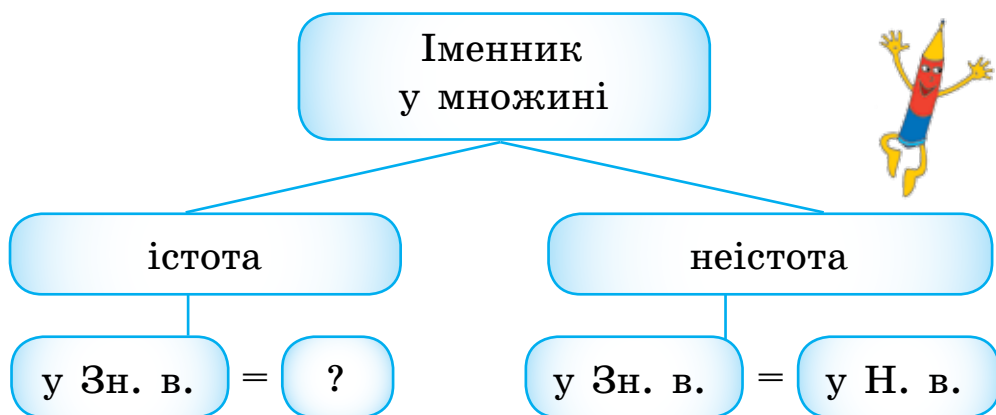 Іменник
у множині
істота
неістота
у Зн. в. = ?
у Зн. в. = у Н. в.